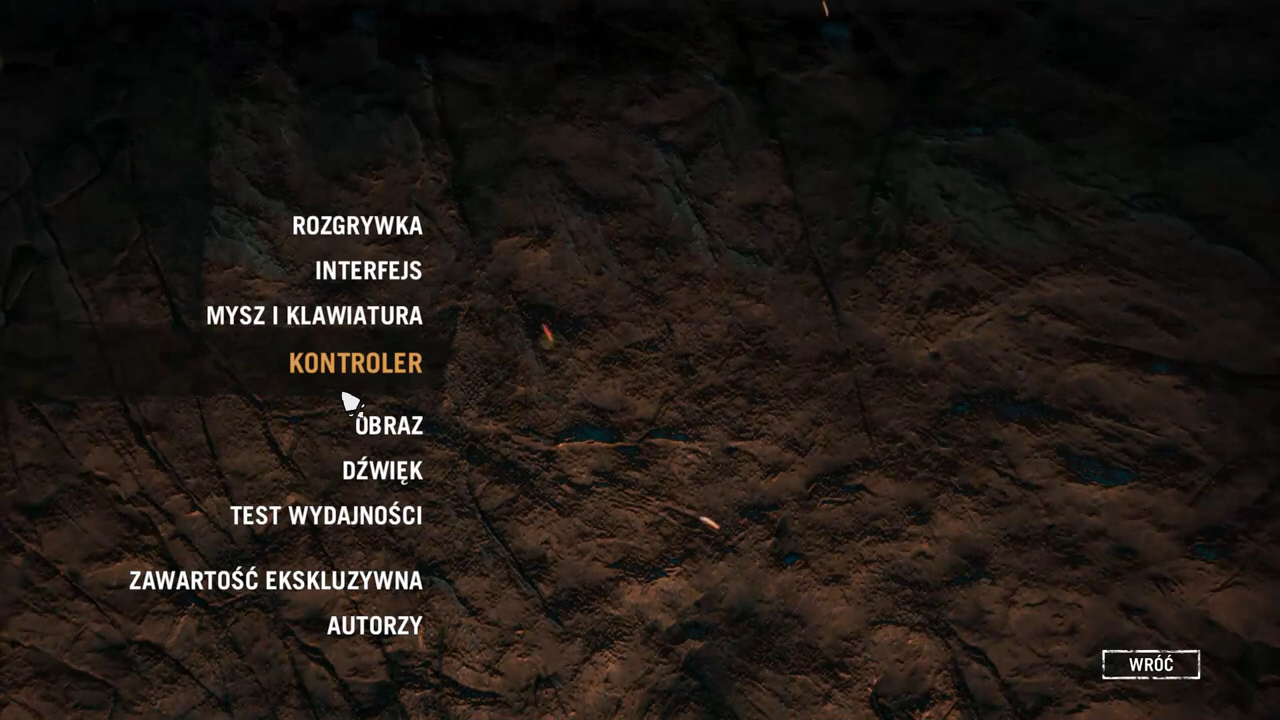 ROZGRYWKA
INTERFEJS
MYSZ I KLAWIATURA
KONTROLER
OBRAZ
DŹWIĘK
TEST WYDAJNOŚCI
ZAWARTOŚĆ EKSKLUZYWNA
AUTORZY
WRÓĆ